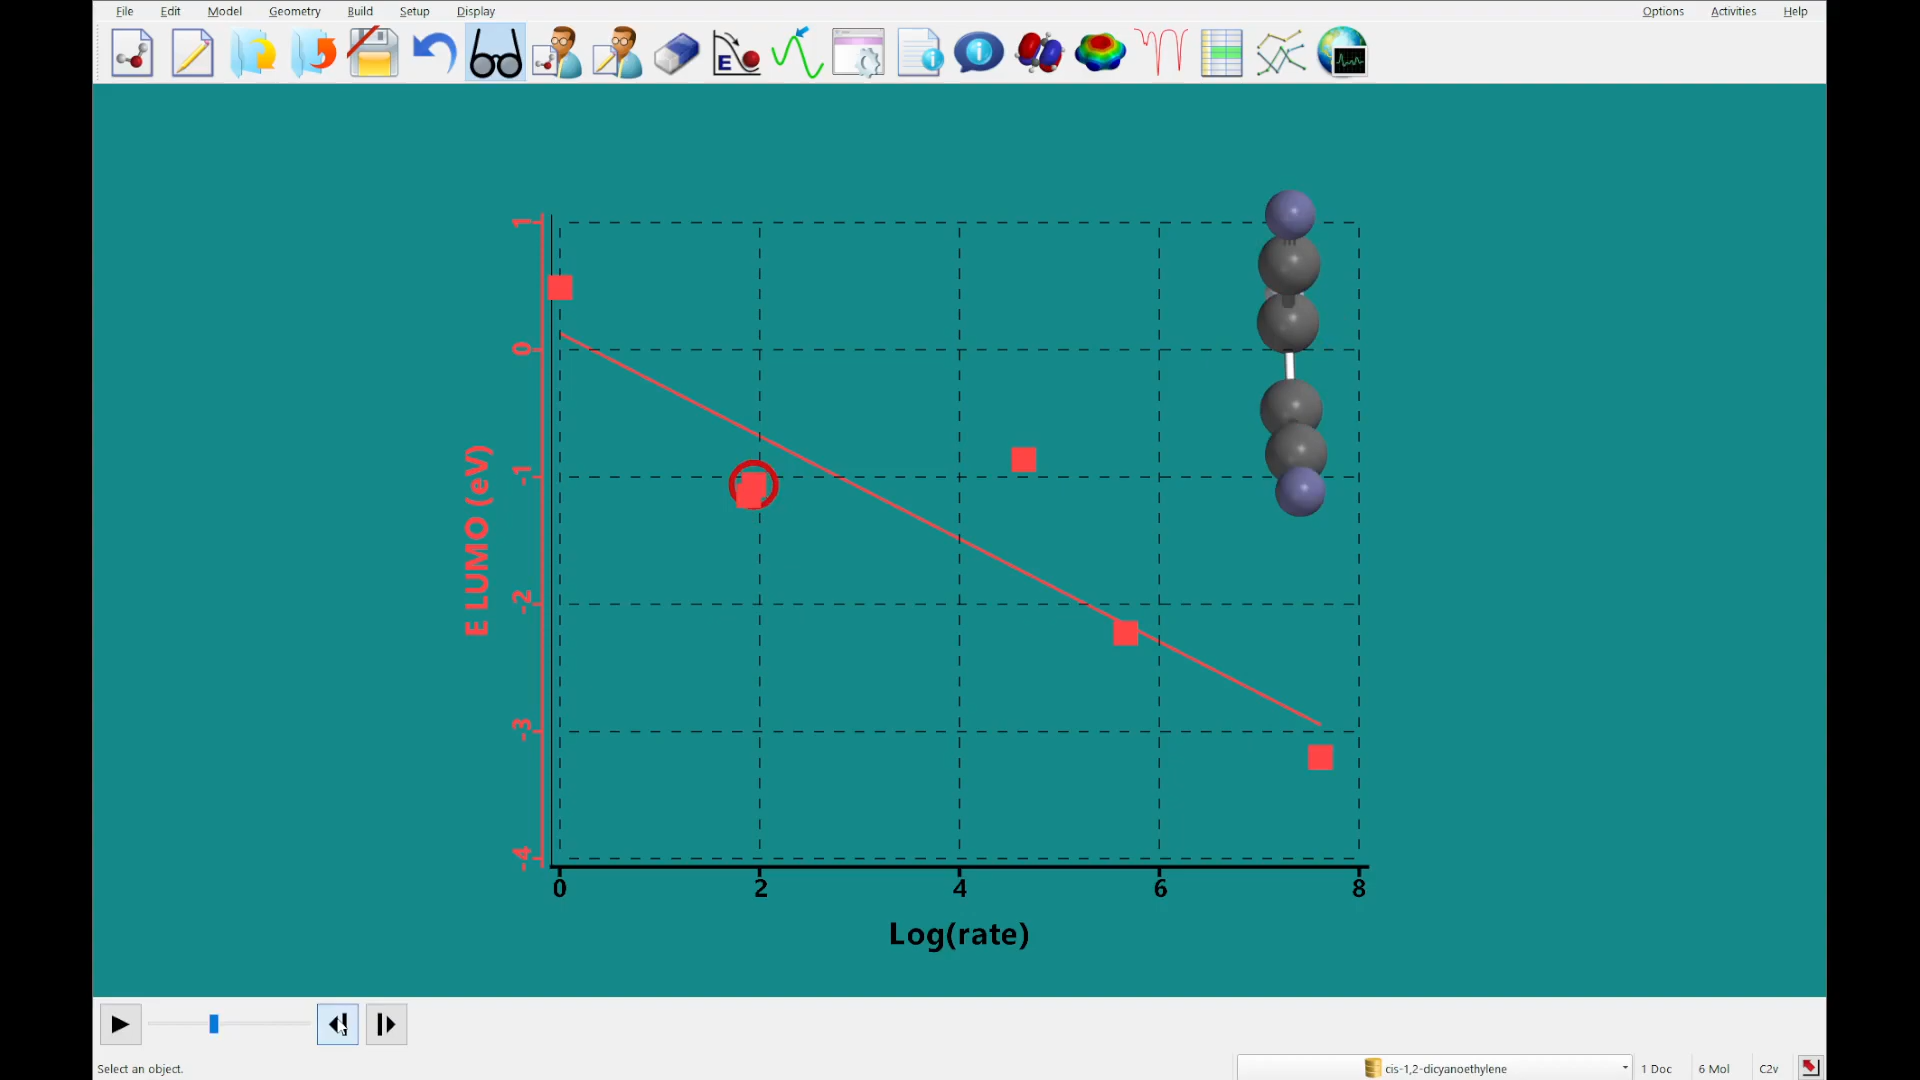 File Edit Model Geometry Build Setup Display Options Activities Help
E
1
0
-1
-2
-3
-4
E LUMO (eV)
0 2 4 6 8
Log(rate)
Select an object. cis-1,2-dicyanoethylene 1 Doc 6 Mol C2v